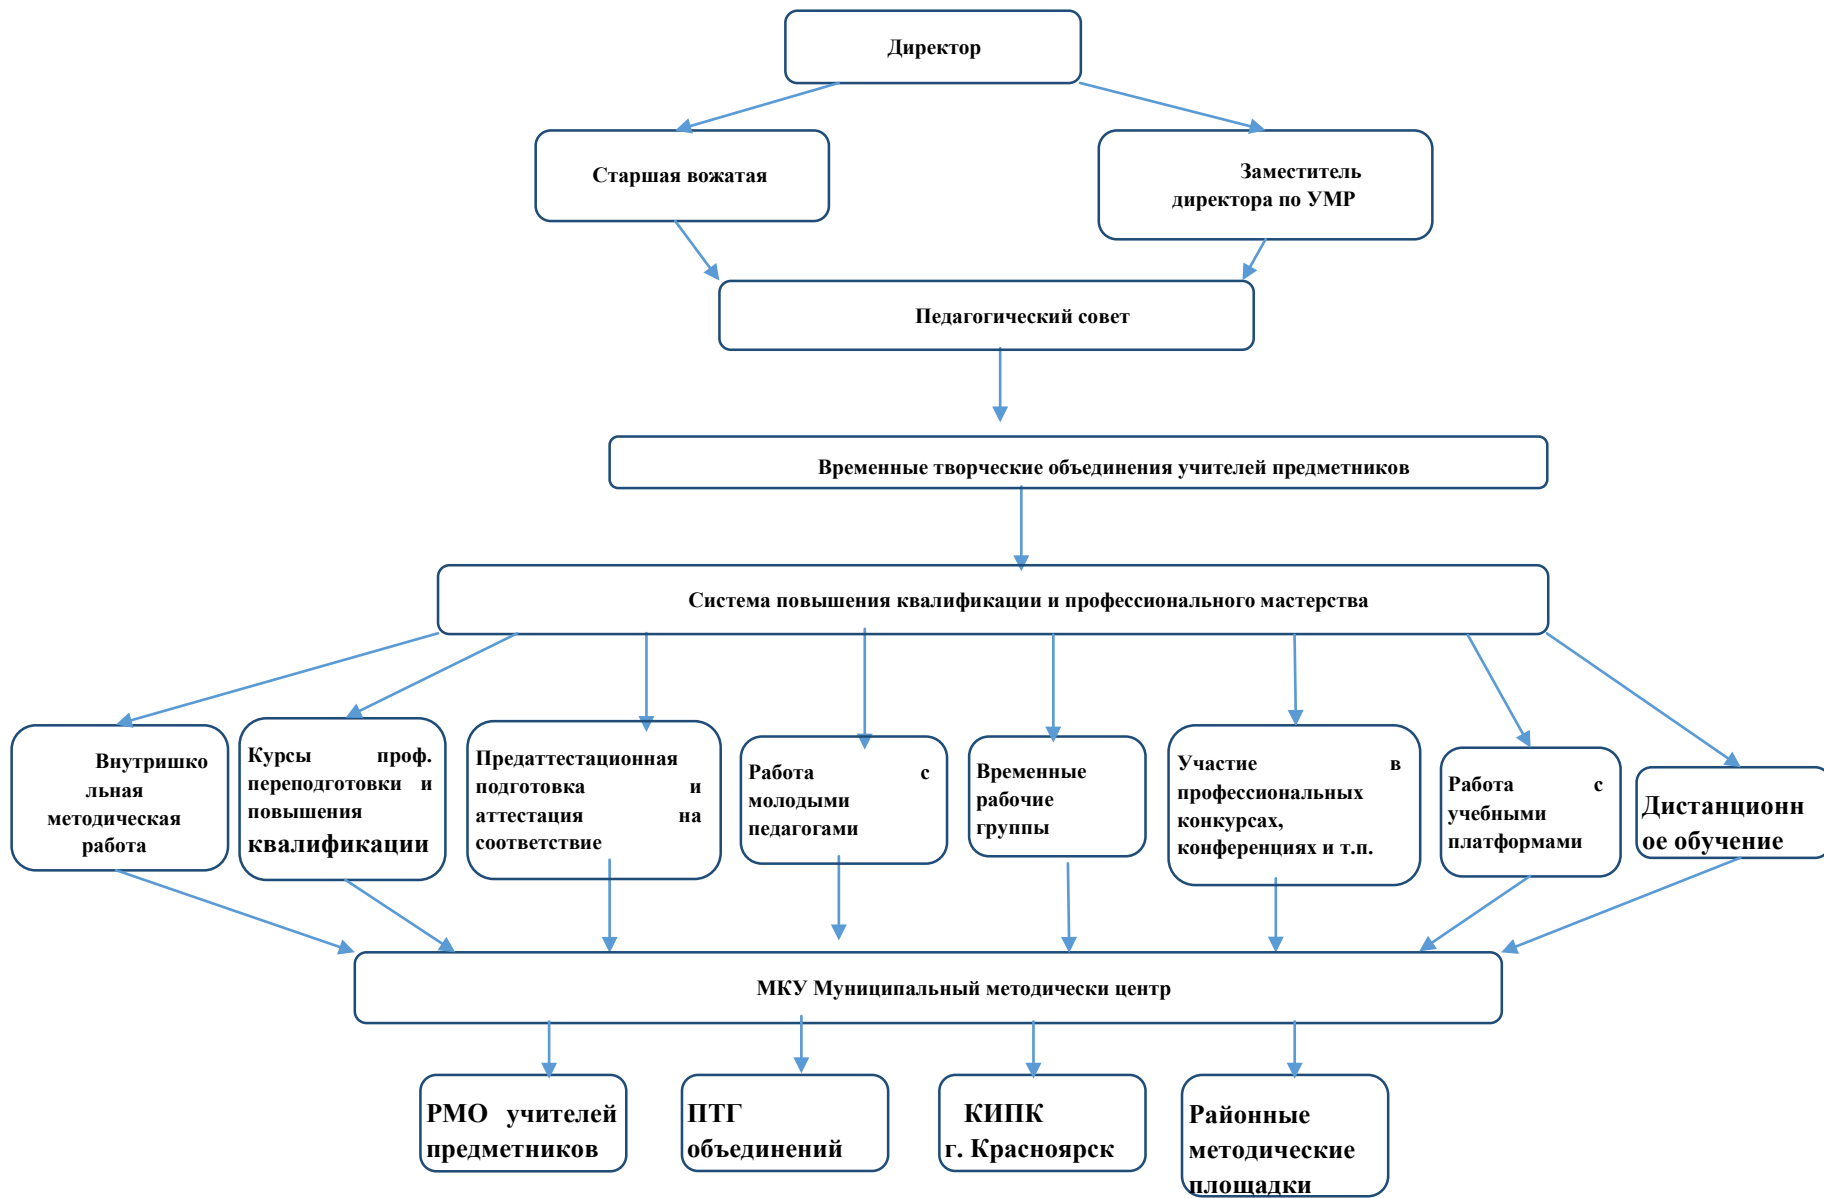 Директор
Старшая вожатая
Заместитель
директора по УМР
Педагогический совет
Временные творческие объединения учителей предметников
Система повышения квалификации и профессионального мастерства
Внутришко
льная
методическая
работа
Курсы проф.
переподготовки и
повышения
квалификации
Предаттестационная
подготовка и
аттестация на
соответствие
Работа с
молодыми
педагогами
Временные
рабочие
группы
Участие в
профессиональных
конкурсах,
конференциях и т.п.
Работа с
учебными
платформами
Дистанционн
ое обучение
МКУ Муниципальный методически центр
РМО учителей
предметников
ПТГ
объединений
КИПК
г. Красноярск
Районные
методические
площадки